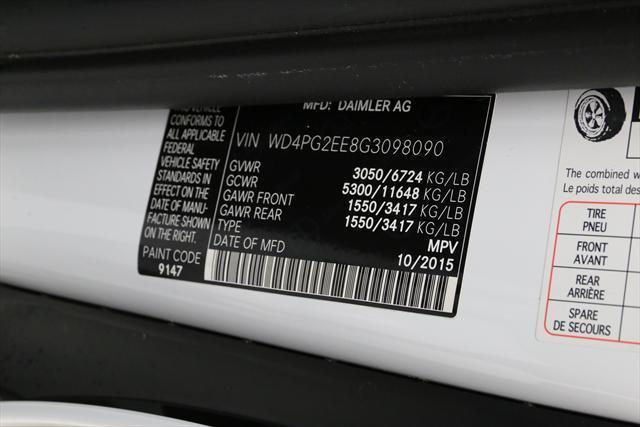 MFD: DAIMLER AG
AND VEHICLE
OF ALL APPLICABLE
FEDERAL
VEHICLE SAFETY
STANDARDS IN
EFFECT ON THE
DATE OF MANU-
FACTURE SHOWN
ON THE RIGHT.
PAINT CODE
9147
VIN WD4PG2EE8G3098090
GVWR 3050/6724 KG/LB
GCWR 5300/11648 KG/LB
GAWR FRONT 1550/3417 KG/LB
GAWR REAR 1550/3417 KG/LB
TYPE MPV
DATE OF MFD 10/2015
The combined
Le poids total
TIRE
PNEU
FRONT
AVANT
REAR
ARRIÈRE
SPARE
DE SECOURS